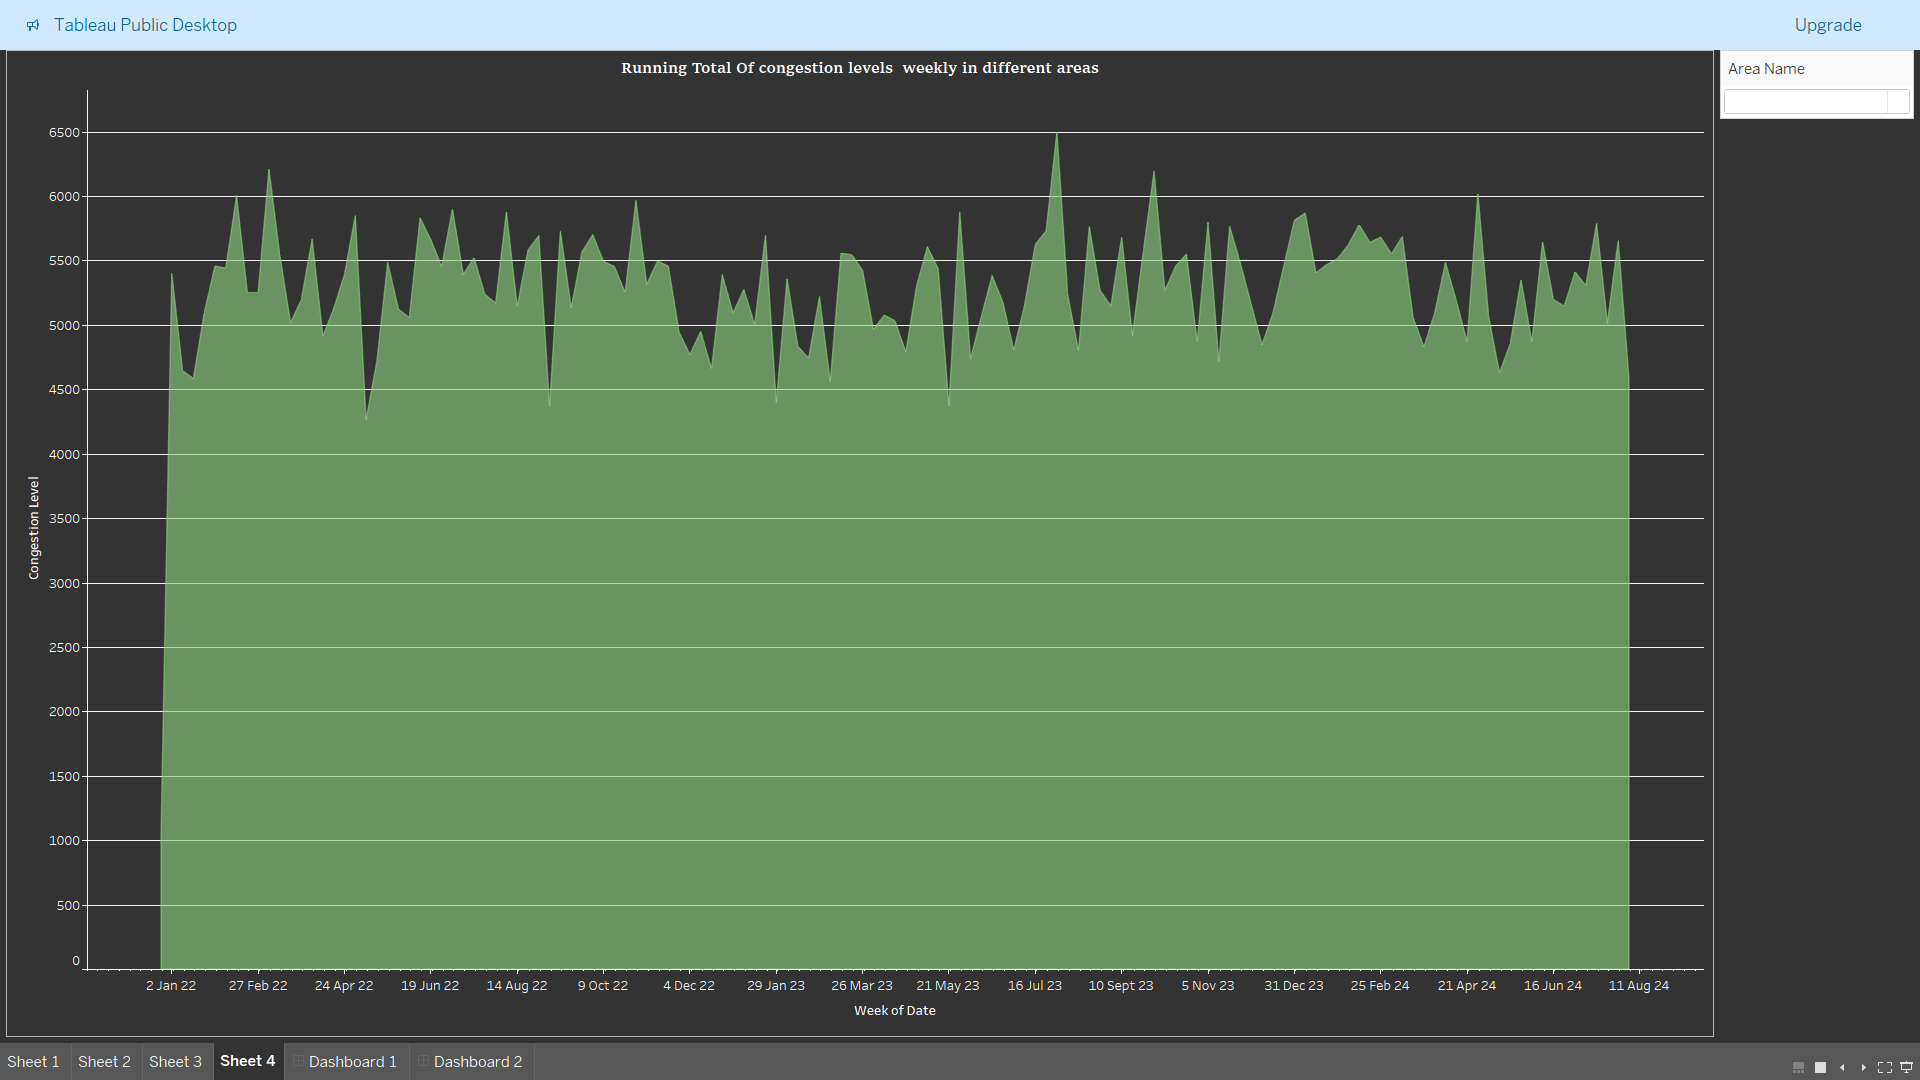 Tableau Public Desktop
Upgrade
Running Total Of congestion levels  weekly in different areas
Area Name
6500
6000
5500
5000
4500
4000
3500
3000
2500
2000
1500
1000
500
0
Congestion Level
2 Jan 22 27 Feb 22 24 Apr 22 19 Jun 22 14 Aug 22 9 Oct 22 4 Dec 22 29 Jan 23 26 Mar 23 21 May 23 16 Jul 23 10 Sept 23 5 Nov 23 31 Dec 23 25 Feb 24 21 Apr 24 16 Jun 24 11 Aug 24
Week of Date
Sheet 1 Sheet 2 Sheet 3 Sheet 4 Dashboard 1 Dashboard 2